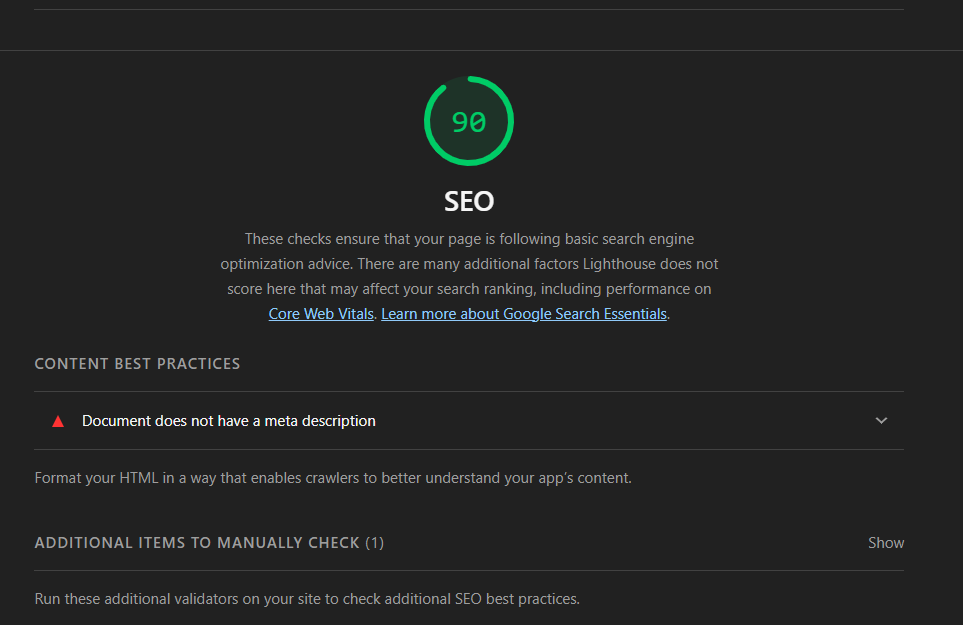 90
SEO
These checks ensure that your page is following basic search engine
optimization advice. There are many additional factors Lighthouse does not
score here that may affect your search ranking, including performance on
Core Web Vitals. Learn more about Google Search Essentials.
CONTENT BEST PRACTICES
Document does not have a meta description
Format your HTML in a way that enables crawlers to better understand your app’s content.
ADDITIONAL ITEMS TO MANUALLY CHECK (1) Show
Run these additional validators on your site to check additional SEO best practices.